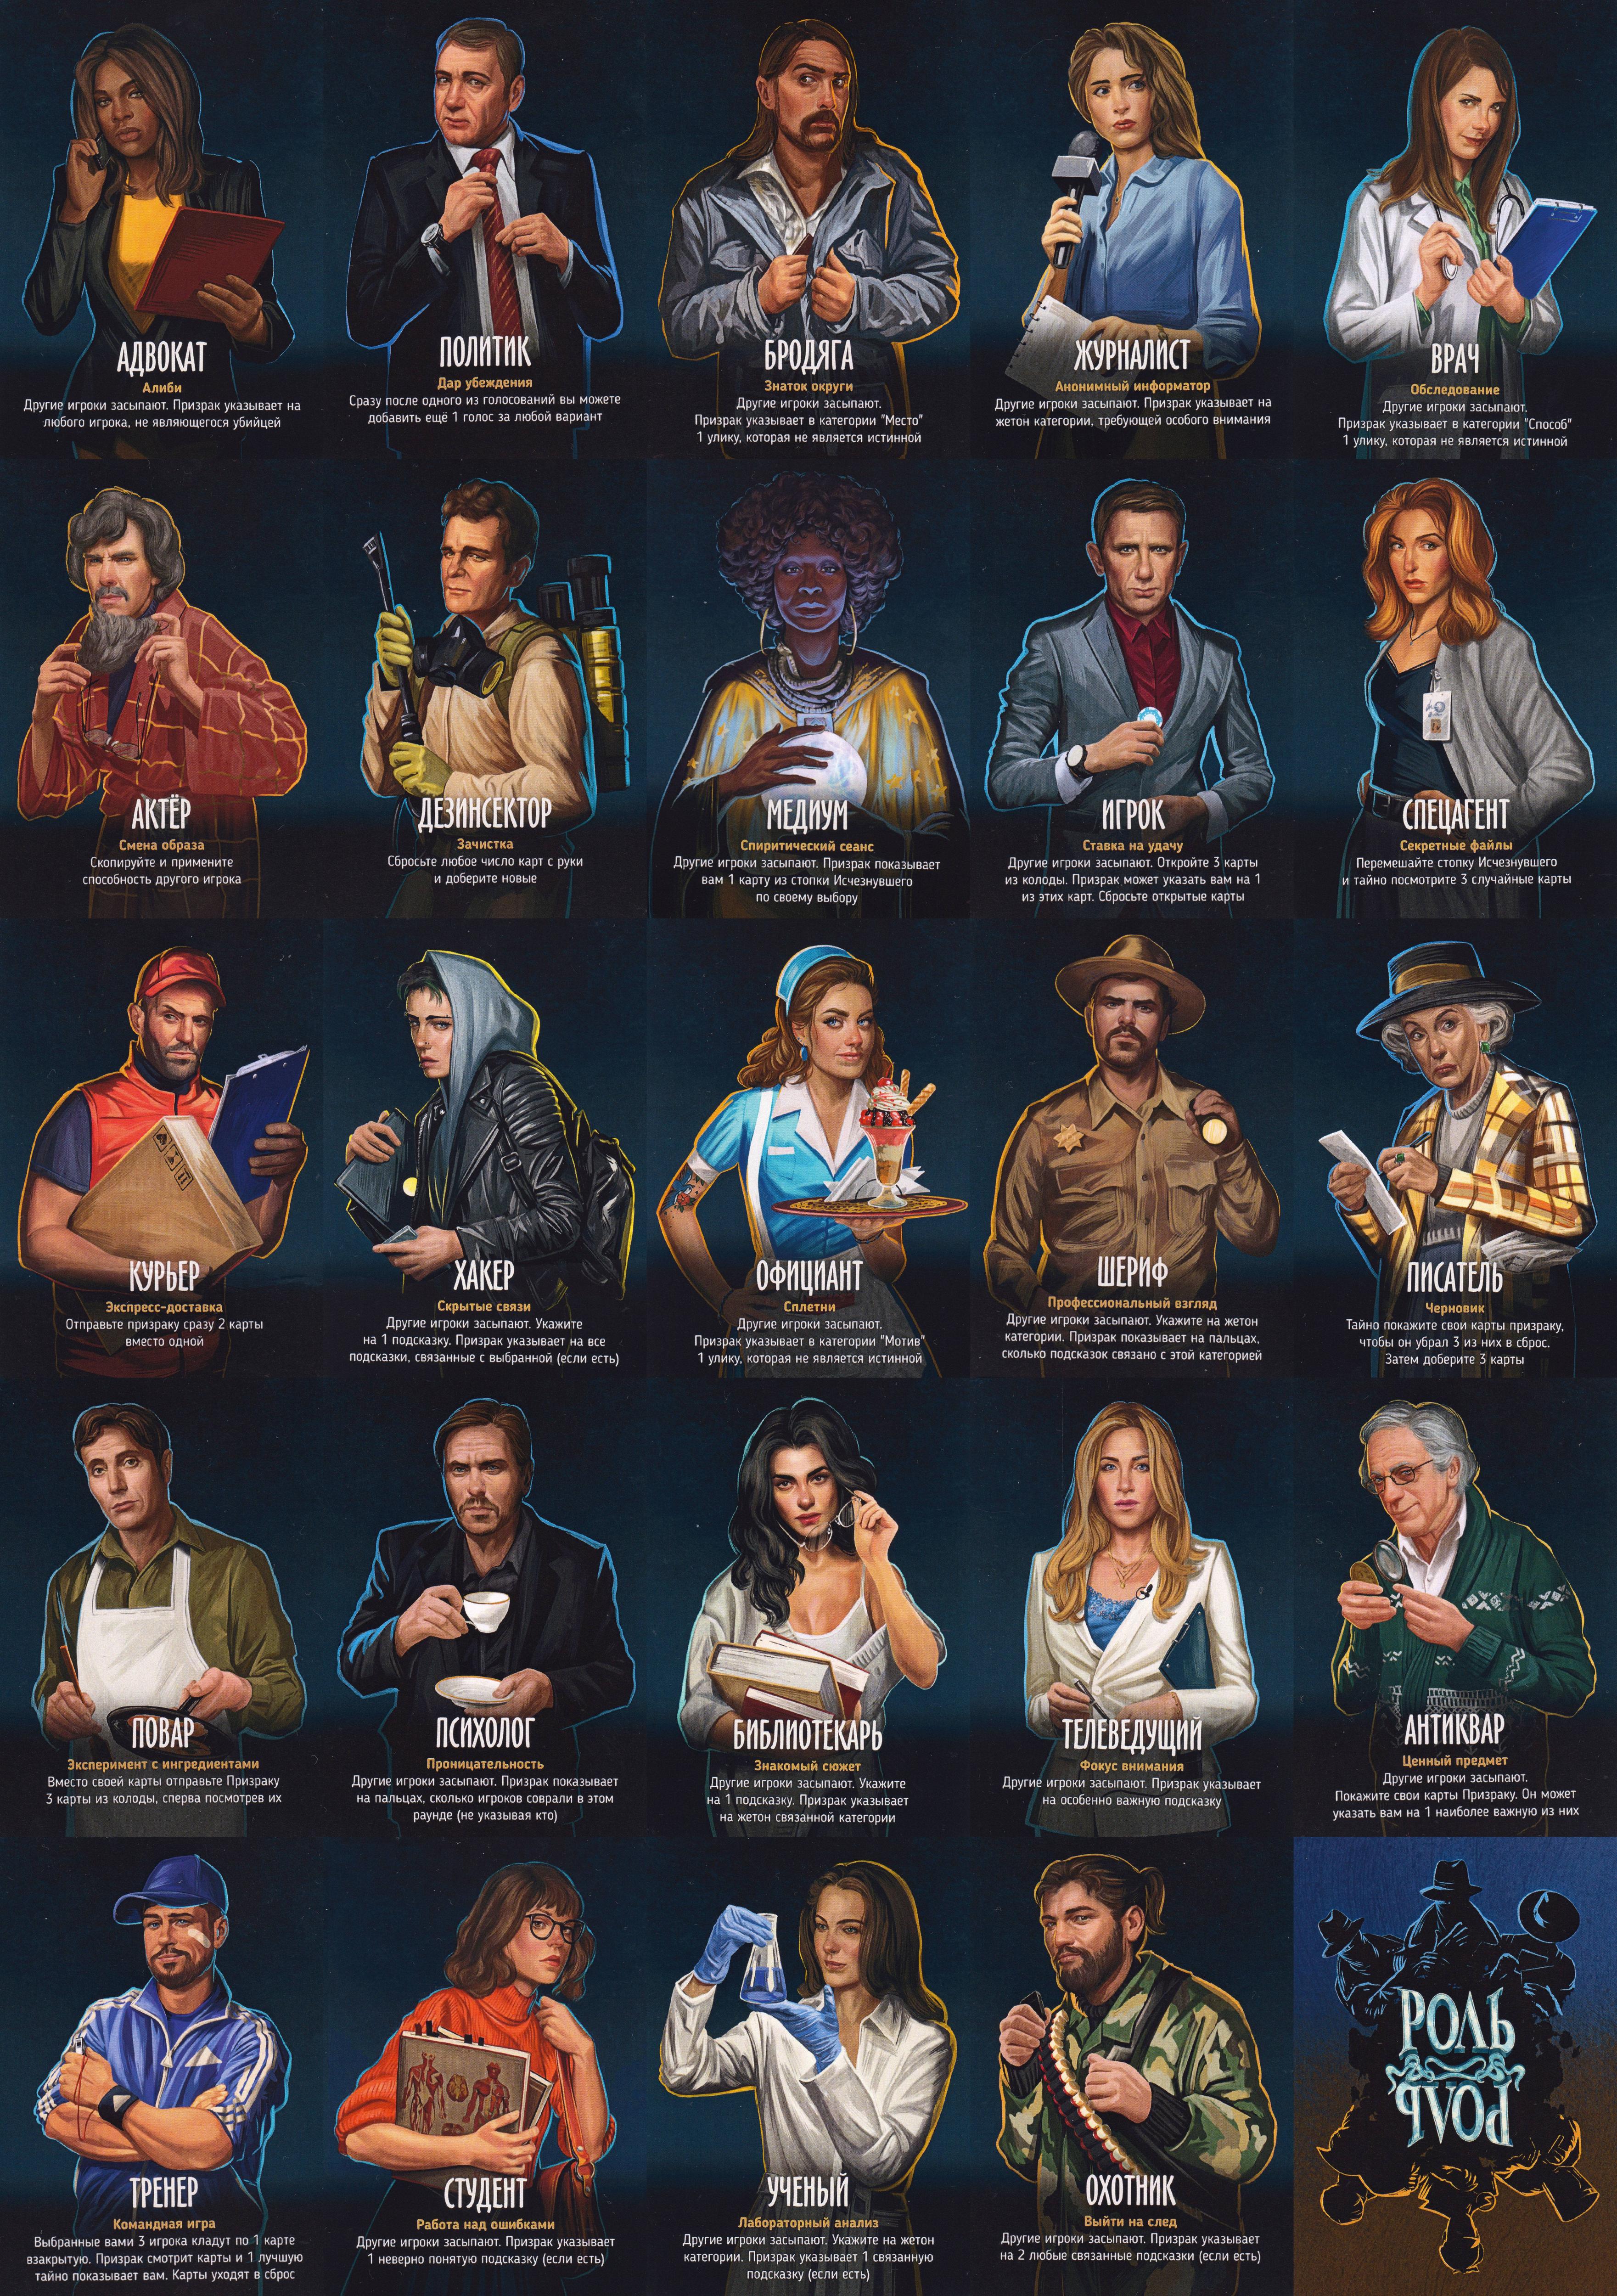 АДВОКАТ
Алиби
Другие игроки засыпают. Призрак указывает на
любого игрока, не являющегося убийцей
ПОЛИТИК
Дар убеждения
Сразу после одного из голосований вы можете
добавить ещё 1 голос за любой вариант
БРОДЯГА
Знаток округи
Другие игроки засыпают.
Призрак указывает в категории "Место"
1 улику, которая не является истинной
ЖУРНАЛИСТ
Анонимный информатор
Другие игроки засыпают. Призрак указывает на
жетон категории, требующей особого внимания
ВРАЧ
Обследование
Другие игроки засыпают.
Призрак указывает в категории "Способ"
1 улику, которая не является истинной
АКТЁР
Смена образа
Скопируйте и примените
способность другого игрока
ДЕЗИНСЕКТОР
Зачистка
Сбросьте любое число карт с руки
и доберите новые
МЕДИУМ
Спиритический сеанс
Другие игроки засыпают. Призрак показывает
вам 1 карту из стопки Исчезнувшего
по своему выбору
ИГРОК
Ставка на удачу
Другие игроки засыпают. Откройте 3 карты
из колоды. Призрак может указать вам на 1
из этих карт. Сбросьте открытые карты
СПЕЦАГЕНТ
Секретные файлы
Перемешайте стопку Исчезнувшего
и тайно посмотрите 3 случайные карты
КУРЬЕР
Экспресс-доставка
Отправьте призраку сразу 2 карты
вместо одной
ХАКЕР
Скрытые связи
Другие игроки засыпают. Укажите
на 1 подсказку. Призрак указывает на все
подсказки, связанные с выбранной (если есть)
ОФИЦИАНТ
Сплетни
Другие игроки засыпают.
Призрак указывает в категории "Мотив"
1 улику, которая не является истинной
ШЕРИФ
Профессиональный взгляд
Другие игроки засыпают. Укажите на жетон
категории. Призрак показывает на пальцах,
сколько подсказок связано с этой категорией
ПИСАТЕЛЬ
Черновик
Тайно покажите свои карты призраку,
чтобы он убрал 3 из них в сброс.
Затем доберите 3 карты
ПОВАР
Эксперимент с ингредиентами
Вместо своей карты отправьте Призраку
3 карты из колоды, сперва посмотрев их
ПСИХОЛОГ
Проницательность
Другие игроки засыпают. Призрак показывает
на пальцах, сколько игроков соврали в этом
раунде (не указывая кто)
БИБЛИОТЕКАРЬ
Знакомый сюжет
Другие игроки засыпают. Укажите
на 1 подсказку. Призрак указывает
на жетон связанной категории
ТЕЛЕВЕДУЩИЙ
Фокус внимания
Другие игроки засыпают. Призрак указывает
на особенно важную подсказку
АНТИКВАР
Ценный предмет
Другие игроки засыпают.
Покажите свои карты Призраку. Он может
указать вам на 1 наиболее важную из них
ТРЕНЕР
Командная игра
Выбранные вами 3 игрока кладут по 1 карте
взакрытую. Призрак смотрит карты и 1 лучшую
тайно показывает вам. Карты уходят в сброс
СТУДЕНТ
Работа над ошибками
Другие игроки засыпают. Призрак указывает
1 неверно понятую подсказку (если есть)
УЧЕНЫЙ
Лабораторный анализ
Другие игроки засыпают. Укажите на жетон
категории. Призрак указывает 1 связанную
подсказку (если есть)
ОХОТНИК
Выйти на след
Другие игроки засыпают. Призрак указывает
на 2 любые связанные подсказки (если есть)
РОЛЬ
РОЛЬ